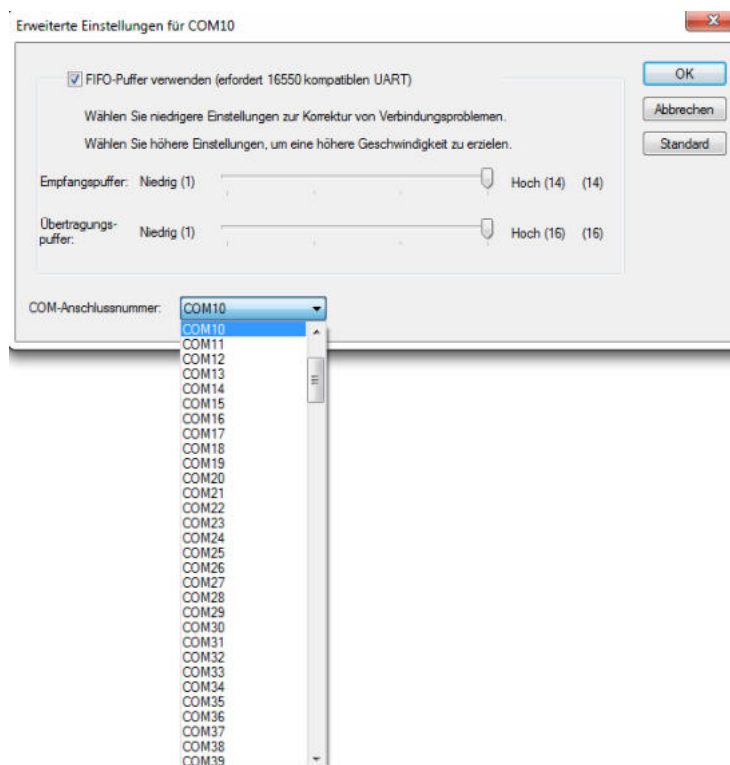 Erweiterte Einstellungen für COM10
FIFO-Puffer verwenden (erfordert 16550 kompatiblen UART)
OK
Wählen Sie niedrigere Einstellungen zur Korrektur von Verbindungsproblemen.
Abbrechen
Wählen Sie höhere Einstellungen, um eine höhere Geschwindigkeit zu erzielen.
Standard
Empfangspuffer: Niedrig (1) Hoch (14) (14)
Übertragungs-
puffer: Niedrig (1) Hoch (16) (16)
COM-Anschlussnummer: COM10
COM10
COM11
COM12
COM13
COM14
COM15
COM16
COM17
COM18
COM19
COM20
COM21
COM22
COM23
COM24
COM25
COM26
COM27
COM28
COM29
COM30
COM31
COM32
COM33
COM34
COM35
COM36
COM37
COM38
COM39